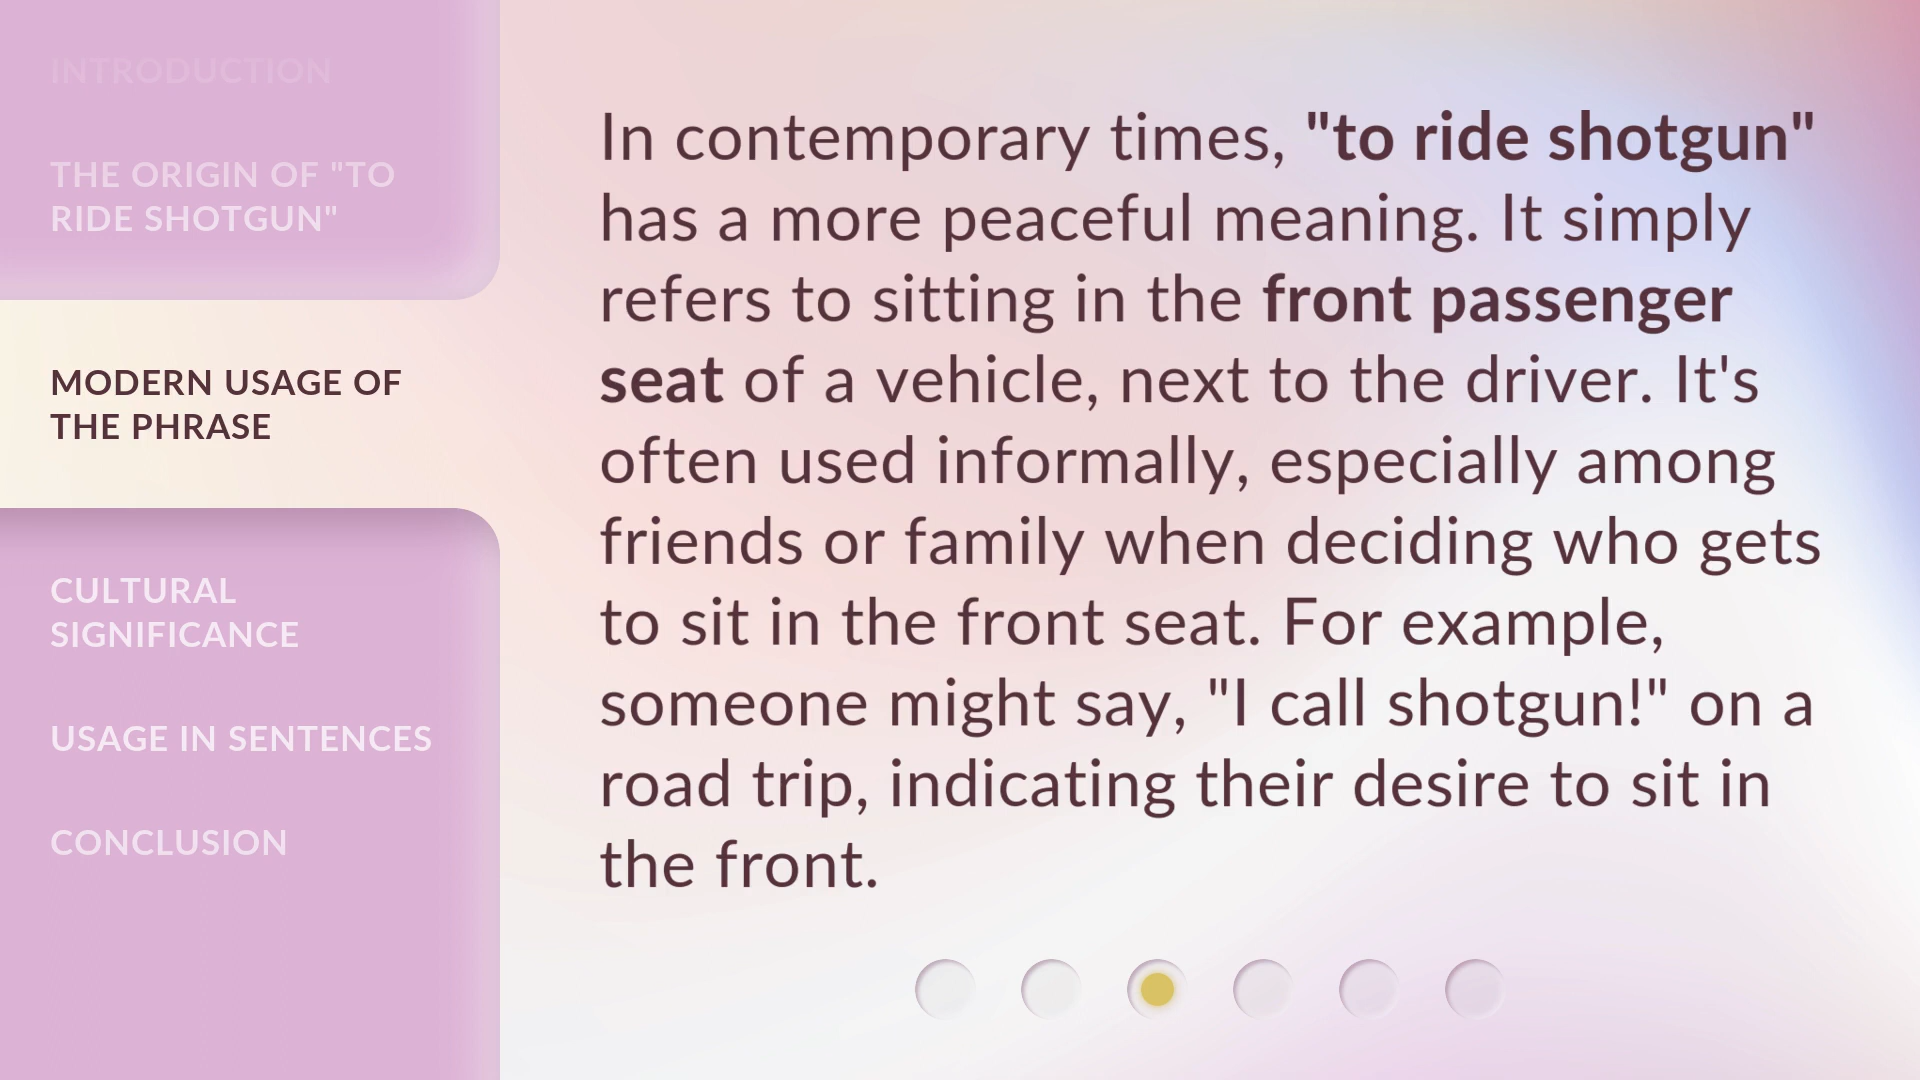 INTRODUCTION
THE ORIGIN OF "TO
RIDE SHOTGUN"
MODERN USAGE OF
THE PHRASE
CULTURAL
SIGNIFICANCE
USAGE IN SENTENCES
CONCLUSION
In contemporary times, "to ride shotgun"
has a more peaceful meaning. It simply
refers to sitting in the front passenger
seat of a vehicle, next to the driver. It's
often used informally, especially among
friends or family when deciding who gets
to sit in the front seat. For example,
someone might say, "I call shotgun!" on a
road trip, indicating their desire to sit in
the front.